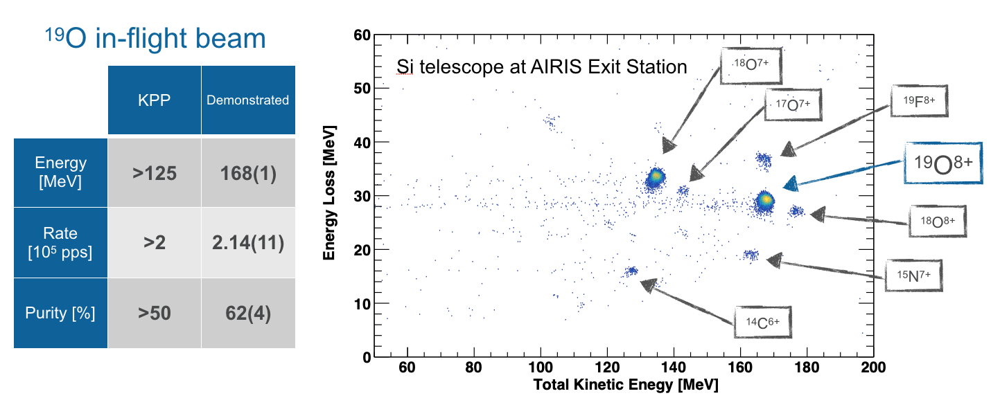 ¹⁹O in-flight beam
KPP
Demonstrated
Energy
[MeV]
>125
168(1)
Rate
[10⁵ pps]
>2
2.14(11)
Purity [%]
>50
62(4)
Si telescope at AIRIS Exit Station
¹⁸O⁷⁺
¹⁷O⁷⁺
¹⁹F⁸⁺
¹⁹O⁸⁺
¹⁸O⁸⁺
¹⁵N⁷⁺
¹⁴C⁶⁺
Energy Loss [MeV]
60
50
40
30
20
10
0
60 80 100 120 140 160 180 200
Total Kinetic Enegy [MeV]